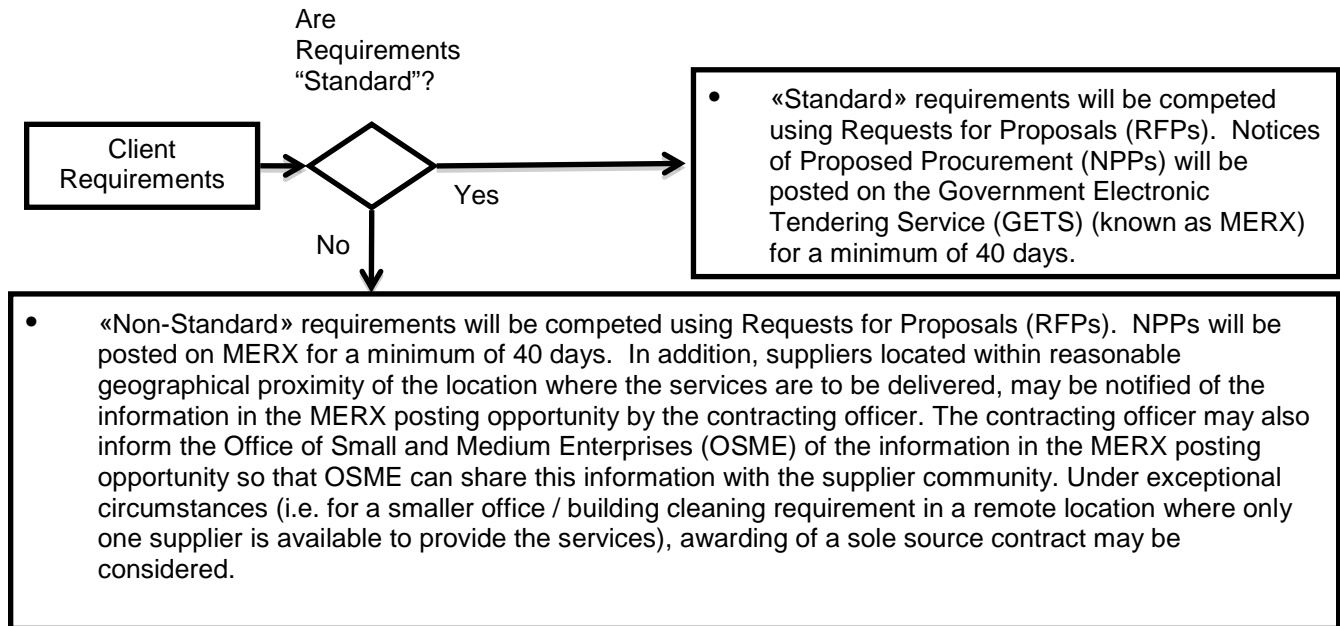 Are
Requirements
“Standard”?
Client
Requirements
Yes
No
• «Standard» requirements will be competed
using Requests for Proposals (RFPs). Notices
of Proposed Procurement (NPPs) will be
posted on the Government Electronic
Tendering Service (GETS) (known as MERX)
for a minimum of 40 days.
• «Non-Standard» requirements will be competed using Requests for Proposals (RFPs). NPPs will be
posted on MERX for a minimum of 40 days. In addition, suppliers located within reasonable
geographical proximity of the location where the services are to be delivered, may be notified of the
information in the MERX posting opportunity by the contracting officer. The contracting officer may also
inform the Office of Small and Medium Enterprises (OSME) of the information in the MERX posting
opportunity so that OSME can share this information with the supplier community. Under exceptional
circumstances (i.e. for a smaller office / building cleaning requirement in a remote location where only
one supplier is available to provide the services), awarding of a sole source contract may be
considered.